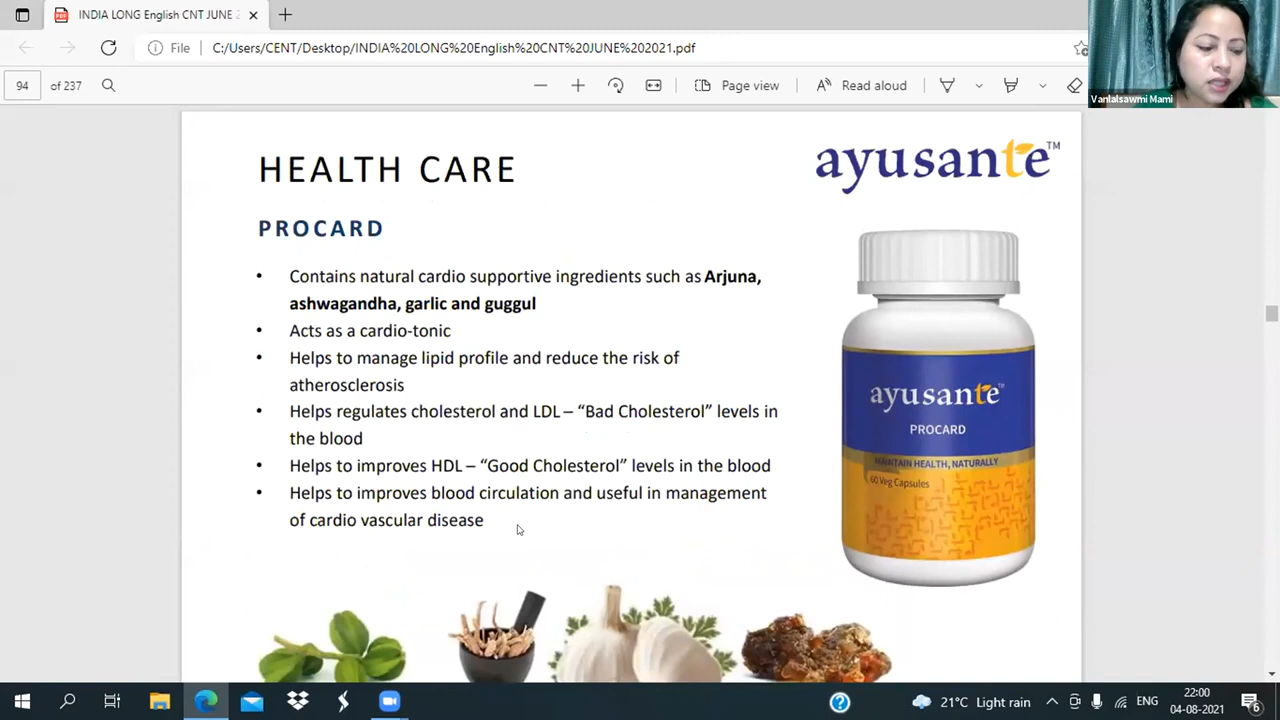 INDIA LONG English CNT JUNE 2
File
C:/Users/CENT/Desktop/INDIA%20LONG%20English%20CNT%20JUNE%202021.pdf
94 of 237
Page view
Read aloud
Vanlalsawmi Mami
HEALTH CARE
ayusante™
PROCARD
• Contains natural cardio supportive ingredients such as Arjuna,
ashwagandha, garlic and guggul
• Acts as a cardio-tonic
• Helps to manage lipid profile and reduce the risk of
atherosclerosis
• Helps regulates cholesterol and LDL – “Bad Cholesterol” levels in
the blood
• Helps to improves HDL – “Good Cholesterol” levels in the blood
• Helps to improves blood circulation and useful in management
of cardio vascular disease
ayusante™
PROCARD
MAINTAIN HEALTH, NATURALLY
60 Veg Capsules
21°C Light rain
ENG
22:00
04-08-2021
6